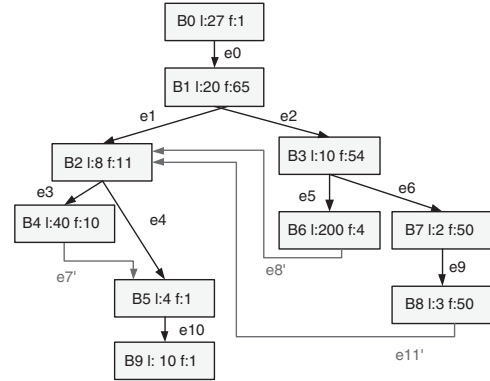 B0 l:27 f:1
e0
B1 l:20 f:65
e1
e2
B2 l:8 f:11
B3 l:10 f:54
e3
e4
e5
e6
B4 l:40 f:10
B6 l:200 f:4
B7 l:2 f:50
e7'
e8'
e9
B5 l:4 f:1
B8 l:3 f:50
e10
e11'
B9 l: 10 f:1